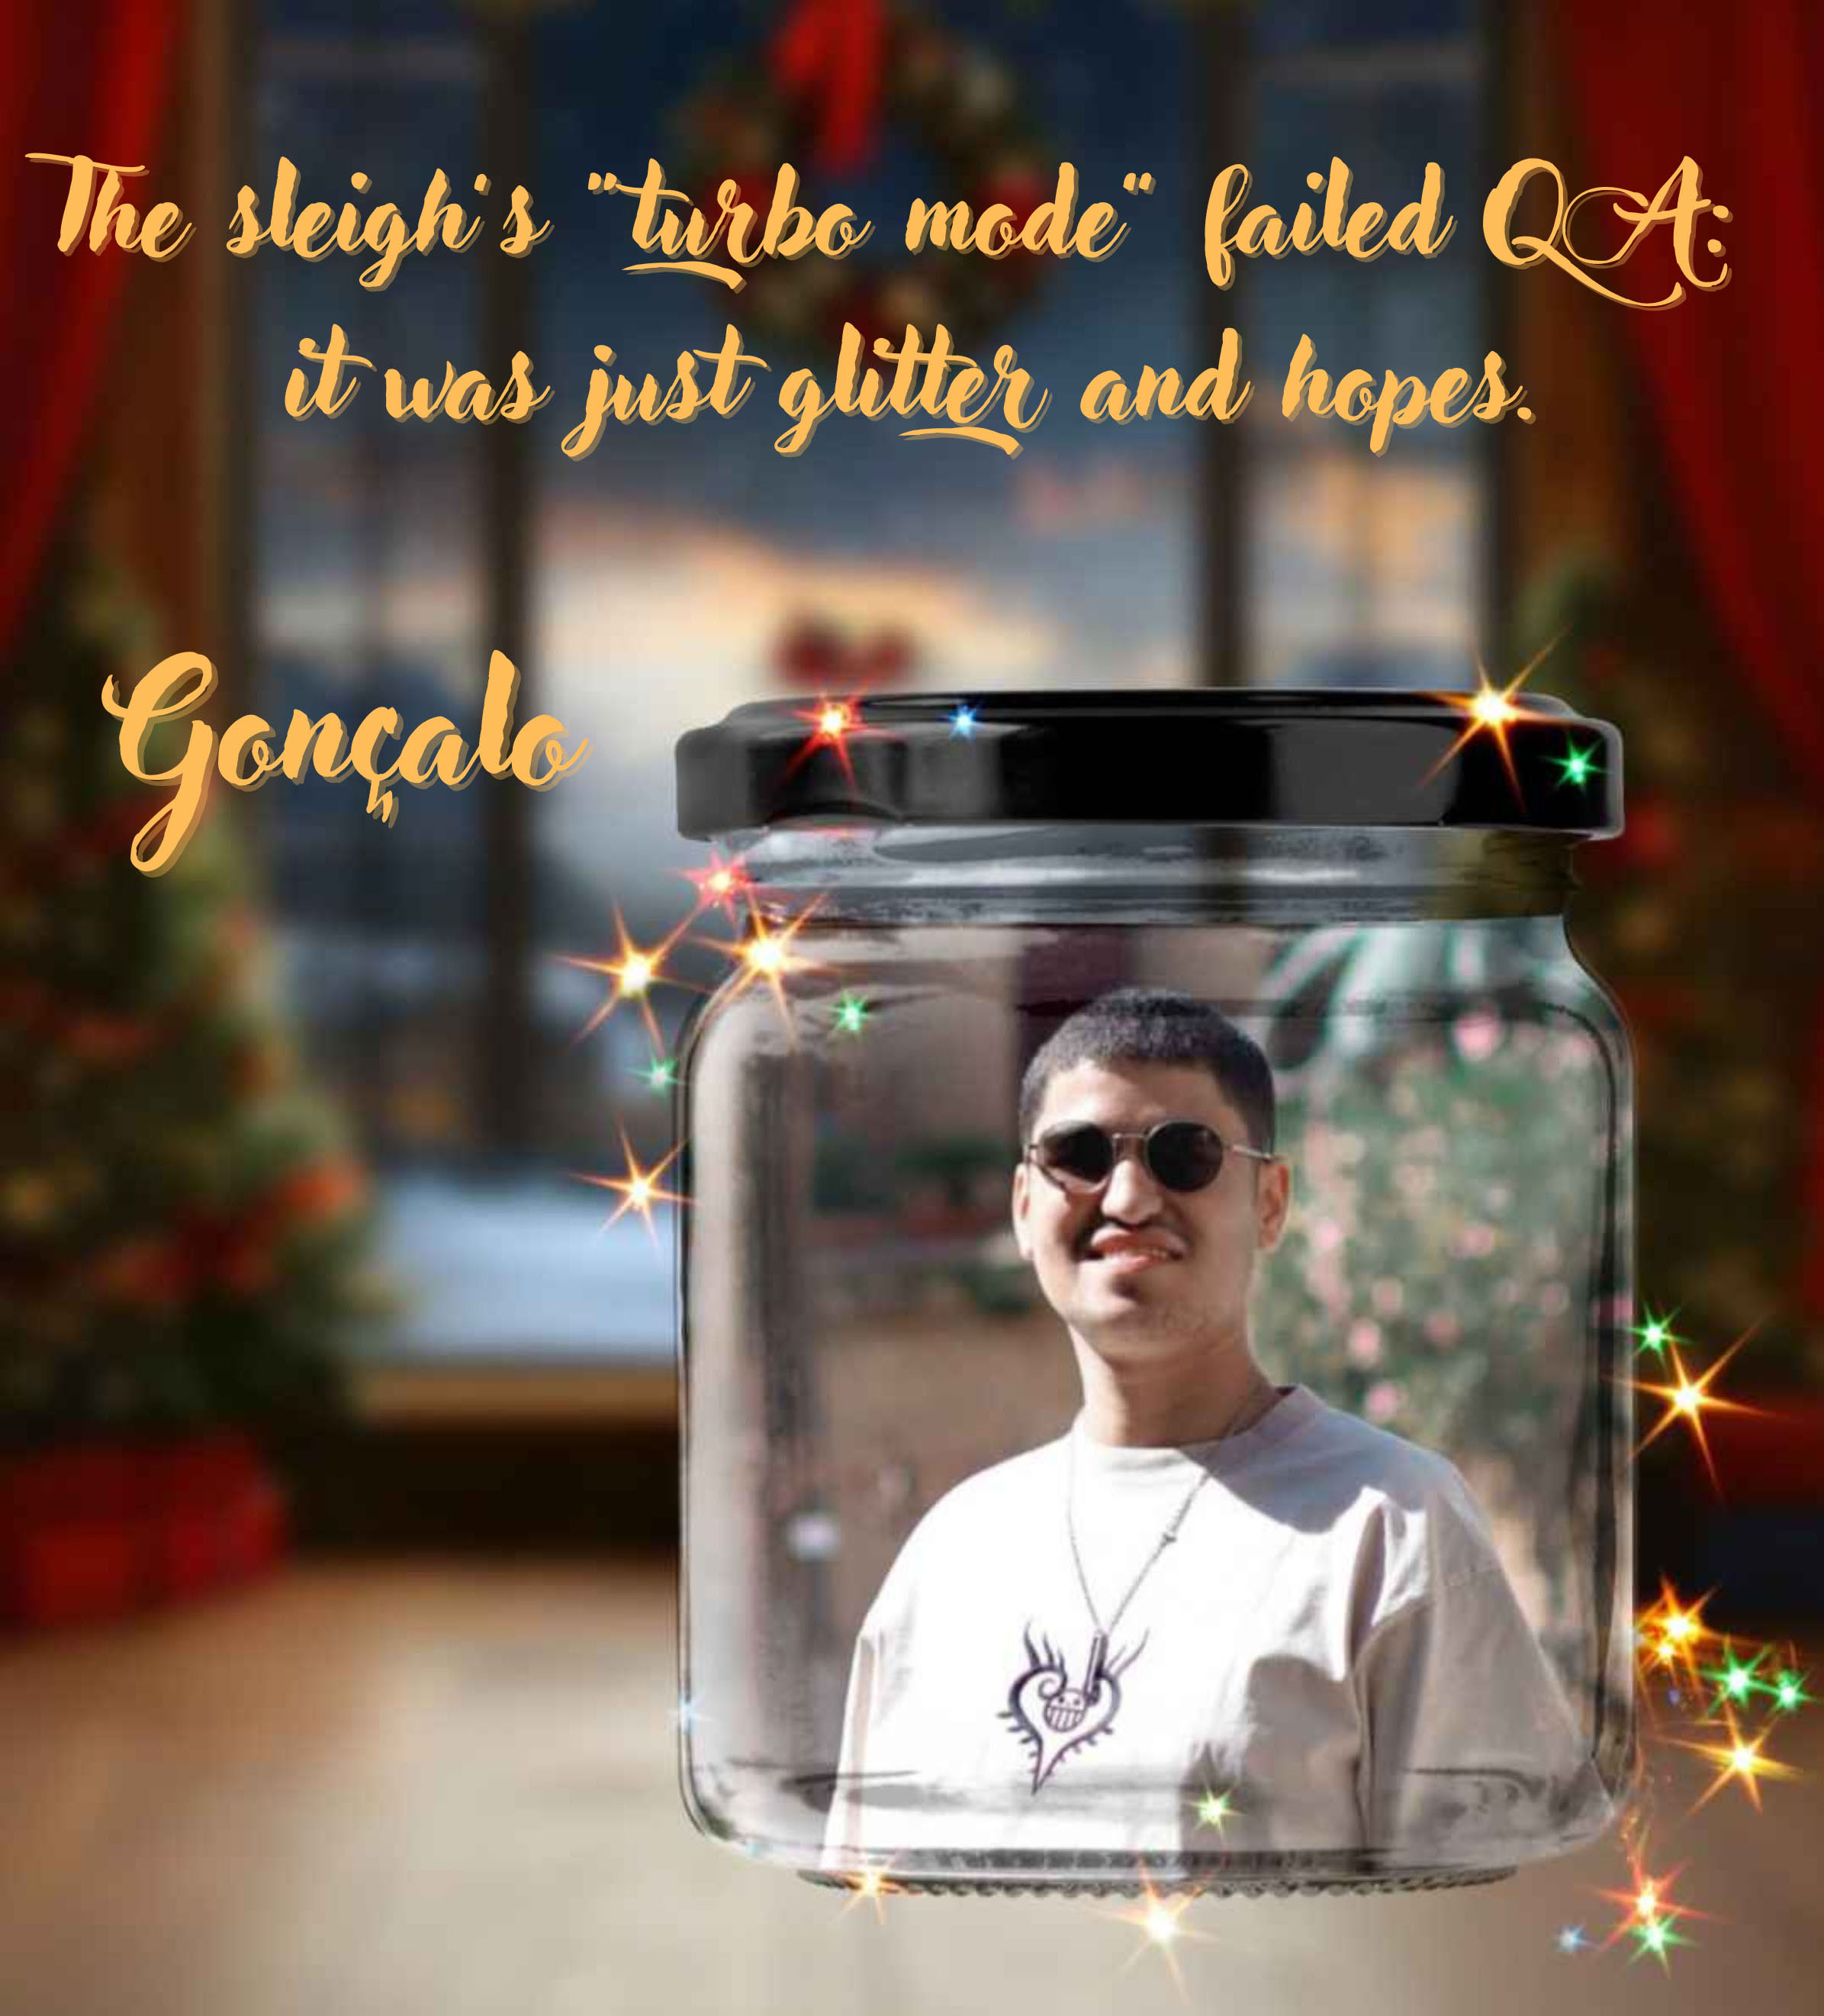 The sleigh's "turbo mode" failed QA:
it was just glitter and hopes.
Gonçalo